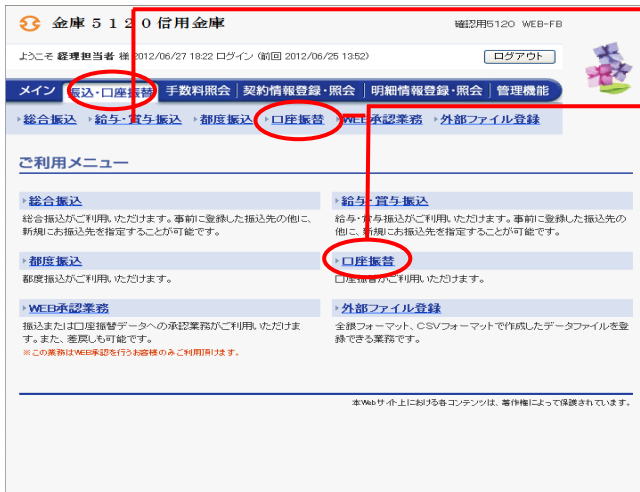 金庫５１２０信用金庫
確認用5120 WEB-FB
ようこそ 経理担当者 様 2012/06/27 18:22 ログイン (前回 2012/06/25 13:52)
ログアウト
メイン 振込・口座振替 手数料照会 契約情報登録・照会 明細情報登録・照会 管理機能
総合振込 給与・賞与振込 都度振込 口座振替 WEB承認業務 外部ファイル登録
ご利用メニュー
総合振込
総合振込がご利用いただけます。事前に登録した振込先の他に、
新規にお振込先を指定することが可能です。
給与・賞与振込
給与・賞与振込がご利用いただけます。事前に登録した振込先の
他に、新規にお振込先を指定することが可能です。
都度振込
都度振込がご利用いただけます。
口座振替
口座振替がご利用いただけます。
WEB承認業務
振込または口座振替データへの承認業務がご利用いただけま
す。また、差戻しも可能です。
※この業務はWEB承認を行うお客様のみご利用頂けます。
外部ファイル登録
全銀フォーマット、CSVフォーマットで作成したデータファイルを登
録できる業務です。
本Webサイト上における各コンテンツは、著作権によって保護されています。